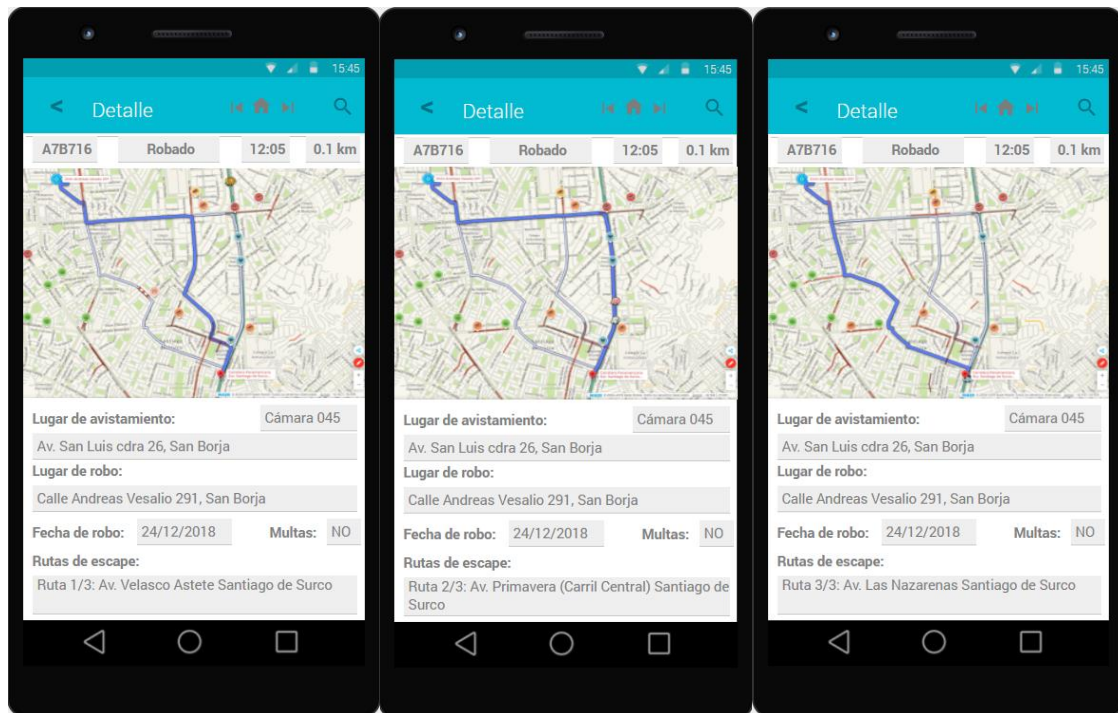 15:45
Detalle
A7B716 Robado 12:05 0.1 km
Lugar de avistamiento: Cámara 045
Av. San Luis cdra 26, San Borja
Lugar de robo:
Calle Andreas Vesalio 291, San Borja
Fecha de robo: 24/12/2018 Multas: NO
Rutas de escape:
Ruta 1/3: Av. Velasco Astete Santiago de Surco
15:45
Detalle
A7B716 Robado 12:05 0.1 km
Lugar de avistamiento: Cámara 045
Av. San Luis cdra 26, San Borja
Lugar de robo:
Calle Andreas Vesalio 291, San Borja
Fecha de robo: 24/12/2018 Multas: NO
Rutas de escape:
Ruta 2/3: Av. Primavera (Carril Central) Santiago de
Surco
15:45
Detalle
A7B716 Robado 12:05 0.1 km
Lugar de avistamiento: Cámara 045
Av. San Luis cdra 26, San Borja
Lugar de robo:
Calle Andreas Vesalio 291, San Borja
Fecha de robo: 24/12/2018 Multas: NO
Rutas de escape:
Ruta 3/3: Av. Las Nazarenas Santiago de Surco